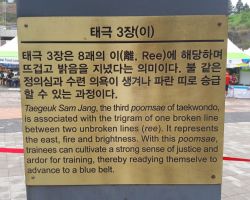 태극 3장(이)
태극 3장은 8괘의 이(離, Ree)에 해당하며
뜨겁고 밝음을 지녔다는 의미이다. 불 같은
정의심과 수련 의욕이 생겨나 파란 띠로 승급
할 수 있는 과정이다.
Taegeuk Sam Jang, the third poomsae of taekwondo,
is associated with the trigram of one broken line
between two unbroken lines (ree). It represents
the east, fire and brightness. With this poomsae,
trainees can cultivate a strong sense of justice and
ardor for training, thereby readying themselve to
advance to a blue belt.